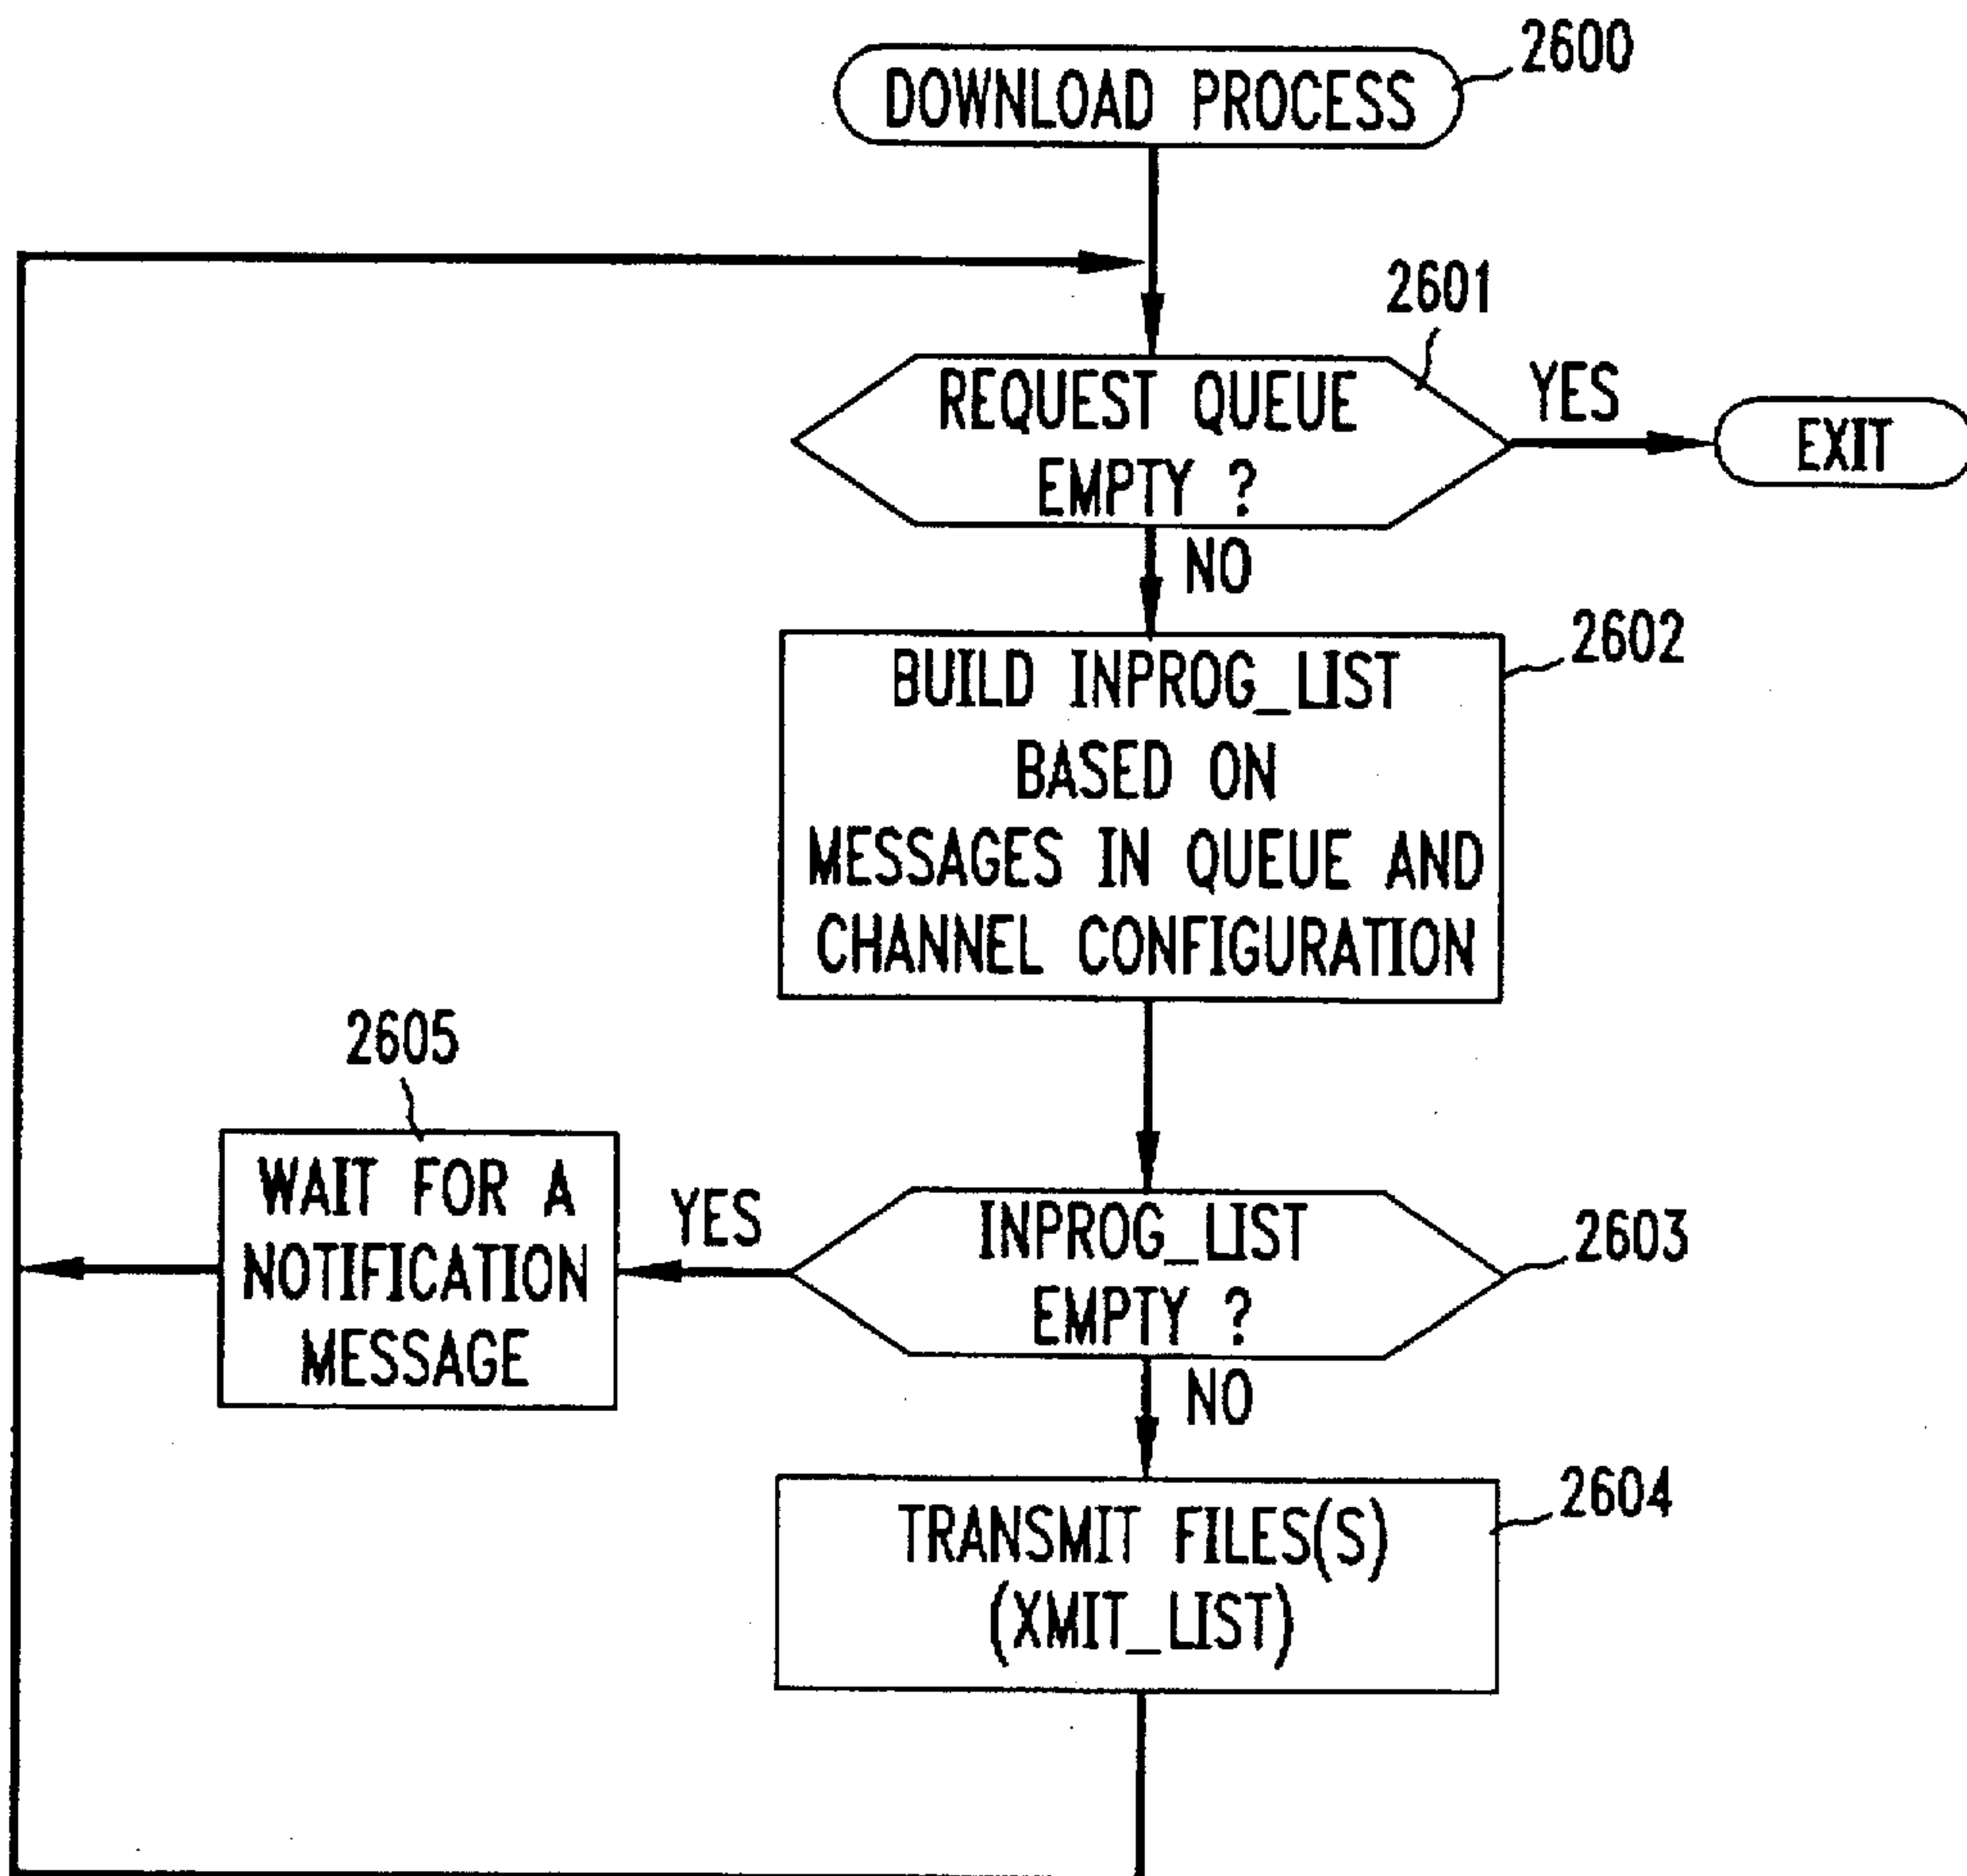 DOWNLOAD PROCESS
2600
2601
REQUEST QUEUE
EMPTY ?
YES
EXIT
NO
2602
BUILD INPROG_LIST
BASED ON
MESSAGES IN QUEUE AND
CHANNEL CONFIGURATION
2605
WAIT FOR A
NOTIFICATION
MESSAGE
YES
INPROG_LIST
EMPTY ?
2603
NO
2604
TRANSMIT FILES(S)
(XMIT_LIST)